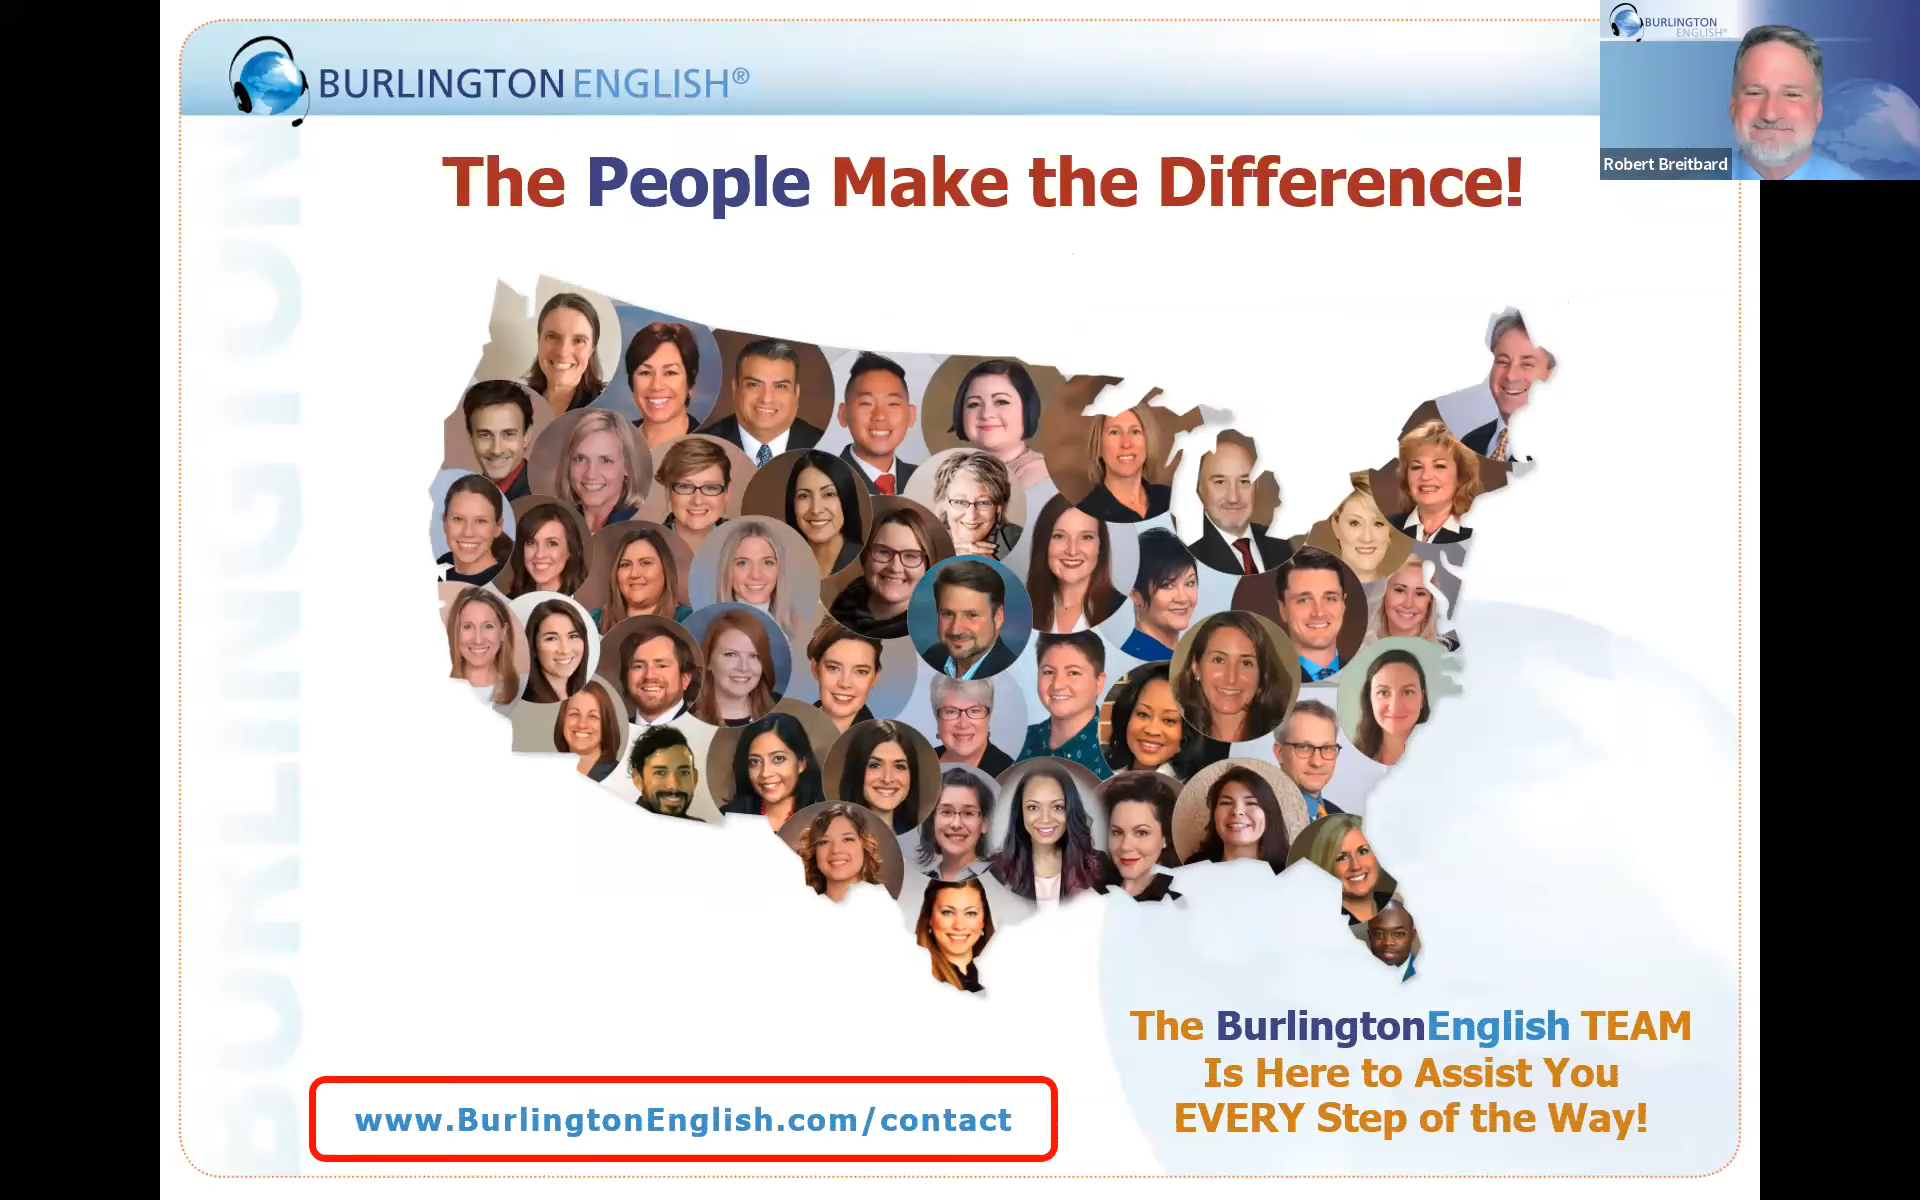 BURLINGTON ENGLISH®
BURLINGTON
ENGLISH®
Robert Breitbard
The People Make the Difference!
BURLINGTON
The BurlingtonEnglish TEAM
Is Here to Assist You
EVERY Step of the Way!
www.BurlingtonEnglish.com/contact